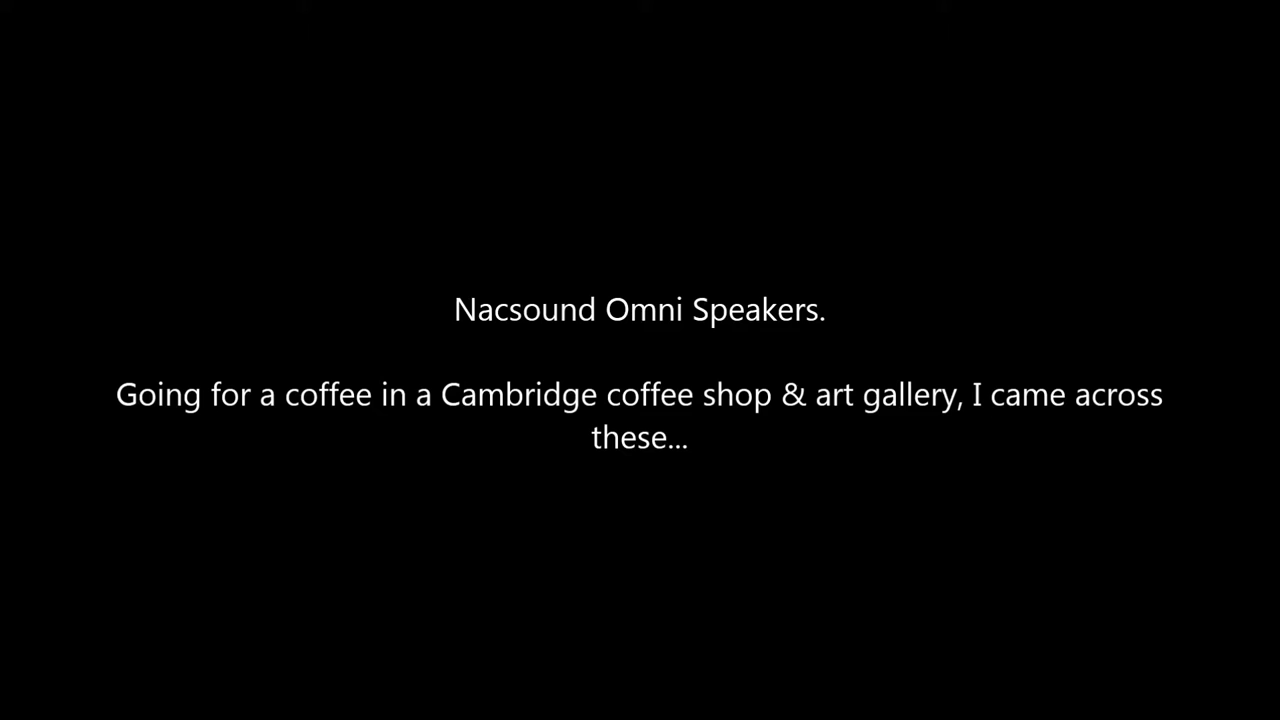 Nacsound Omni Speakers.
Going for a coffee in a Cambridge coffee shop & art gallery, I came across
these...